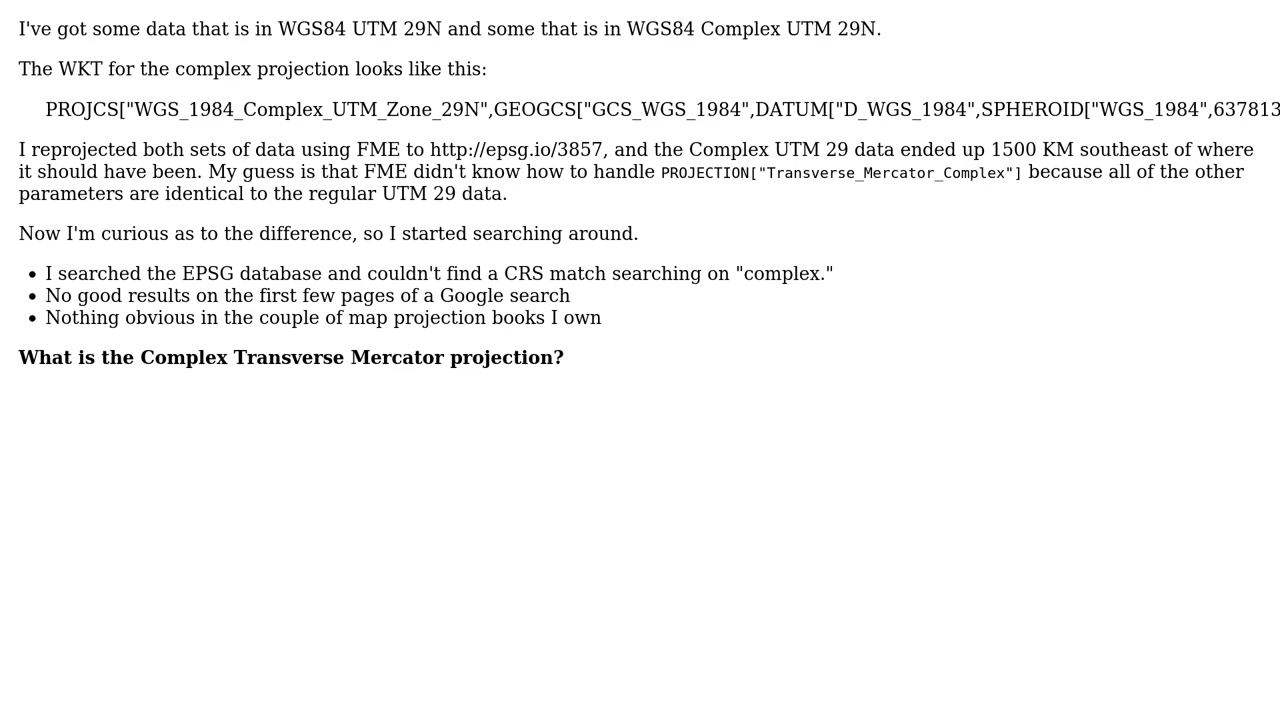 I've got some data that is in WGS84 UTM 29N and some that is in WGS84 Complex UTM 29N.
The WKT for the complex projection looks like this:
PROJCS["WGS_1984_Complex_UTM_Zone_29N",GEOGCS["GCS_WGS_1984",DATUM["D_WGS_1984",SPHEROID["WGS_1984",637813
I reprojected both sets of data using FME to http://epsg.io/3857, and the Complex UTM 29 data ended up 1500 KM southeast of where
it should have been. My guess is that FME didn't know how to handle PROJECTION["Transverse_Mercator_Complex"] because all of the other
parameters are identical to the regular UTM 29 data.
Now I'm curious as to the difference, so I started searching around.
• I searched the EPSG database and couldn't find a CRS match searching on "complex."
• No good results on the first few pages of a Google search
• Nothing obvious in the couple of map projection books I own
What is the Complex Transverse Mercator projection?